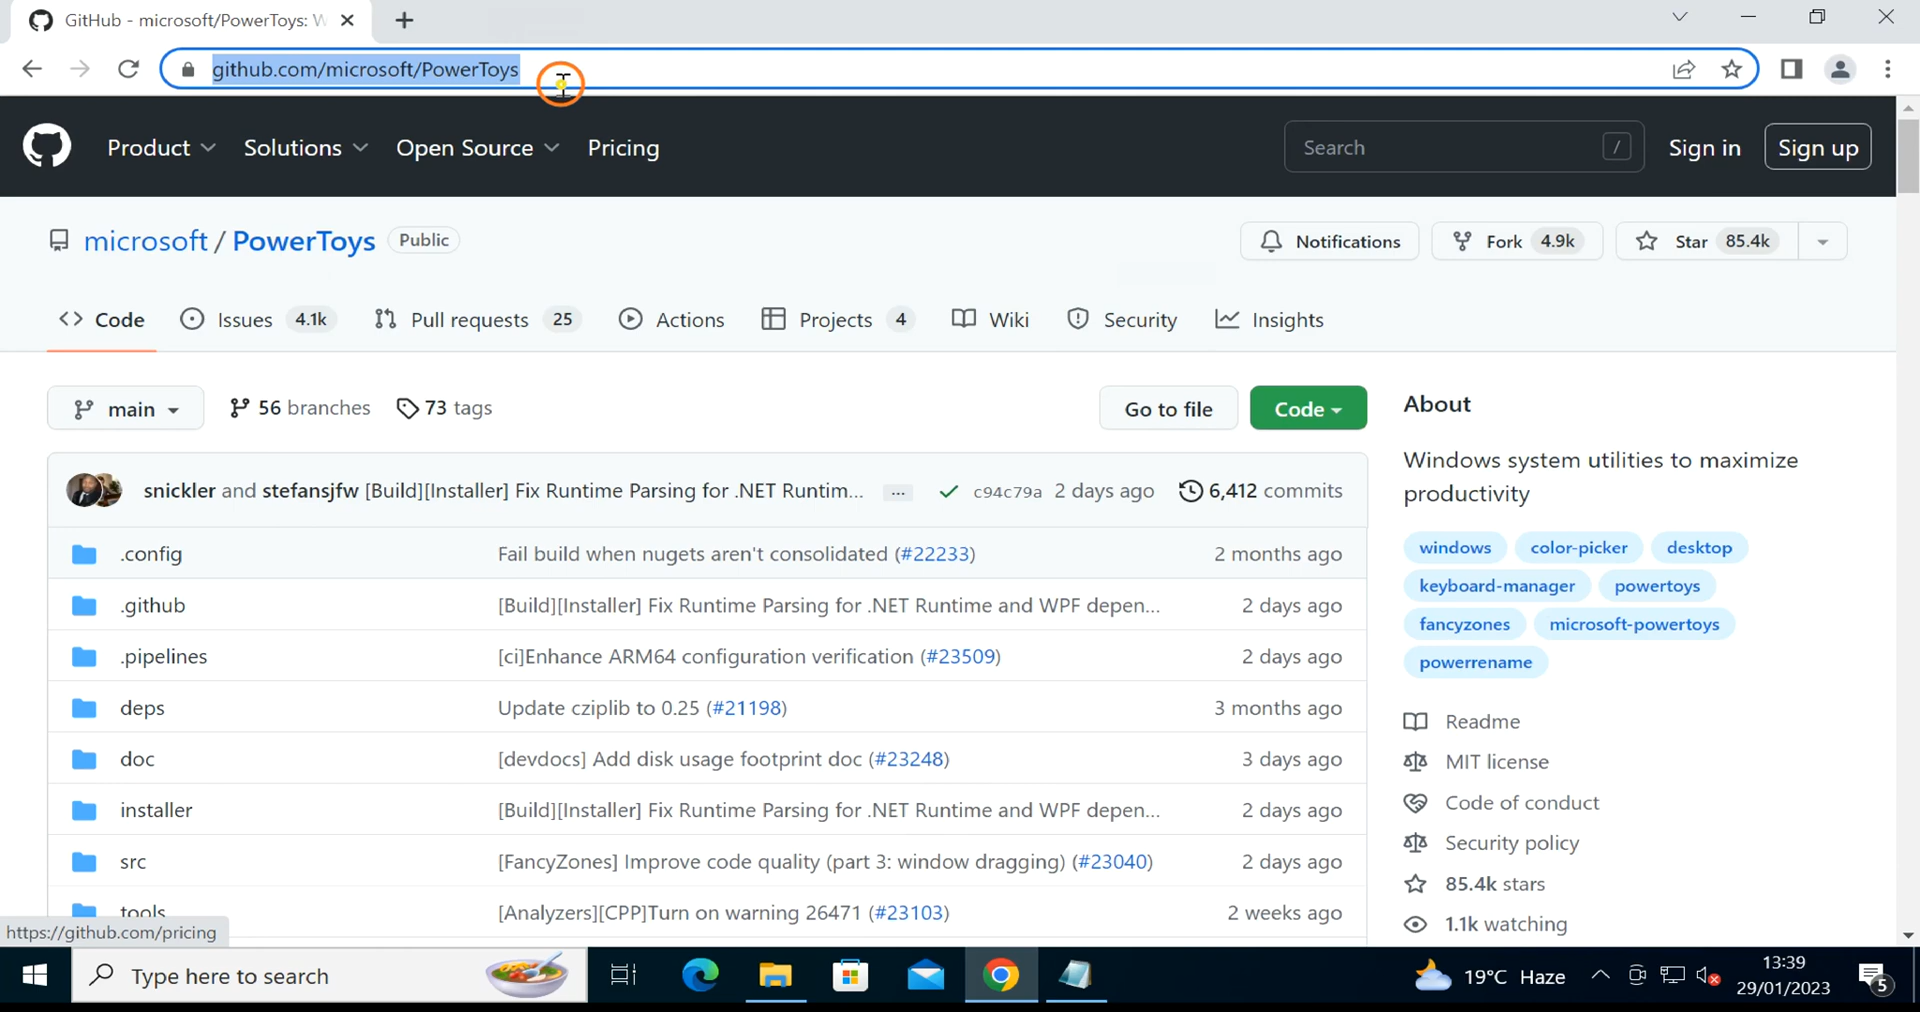 GitHub - microsoft/PowerToys: W
github.com/microsoft/PowerToys
Product Solutions Open Source Pricing Search / Sign in Sign up
microsoft / PowerToys Public Notifications Fork 4.9k Star 85.4k
Code Issues 4.1k Pull requests 25 Actions Projects 4 Wiki Security Insights
main 56 branches 73 tags Go to file Code
snickler and stefansjfw [Build][Installer] Fix Runtime Parsing for .NET Runtim... ... c94c79a 2 days ago 6,412 commits
.config Fail build when nugets aren't consolidated (#22233) 2 months ago
.github [Build][Installer] Fix Runtime Parsing for .NET Runtime and WPF depen... 2 days ago
.pipelines [ci]Enhance ARM64 configuration verification (#23509) 2 days ago
deps Update cziplib to 0.25 (#21198) 3 months ago
doc [devdocs] Add disk usage footprint doc (#23248) 3 days ago
installer [Build][Installer] Fix Runtime Parsing for .NET Runtime and WPF depen... 2 days ago
src [FancyZones] Improve code quality (part 3: window dragging) (#23040) 2 days ago
tools [Analyzers][CPP]Turn on warning 26471 (#23103) 2 weeks ago
About
Windows system utilities to maximize
productivity
windows color-picker desktop
keyboard-manager powertoys
fancyzones microsoft-powertoys
powerrename
Readme
MIT license
Code of conduct
Security policy
85.4k stars
1.1k watching
https://github.com/pricing
Type here to search
19°C Haze
13:39
29/01/2023
5